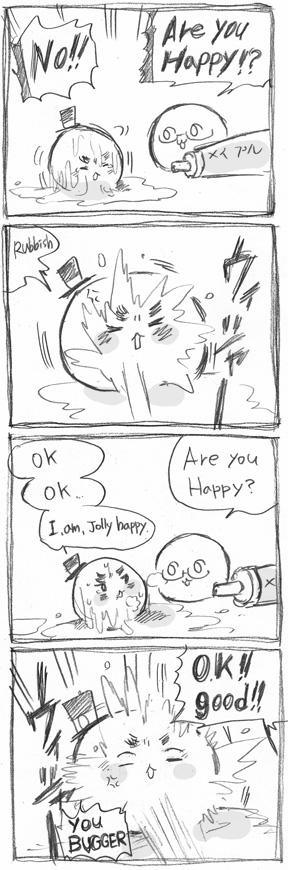 Are you
Happy!?
No!!
メイプル
Rubbish
Are you
Happy?
OK
OK..
I,am, Jolly happy.
メ
OK!!
good!!
You
BUGGER